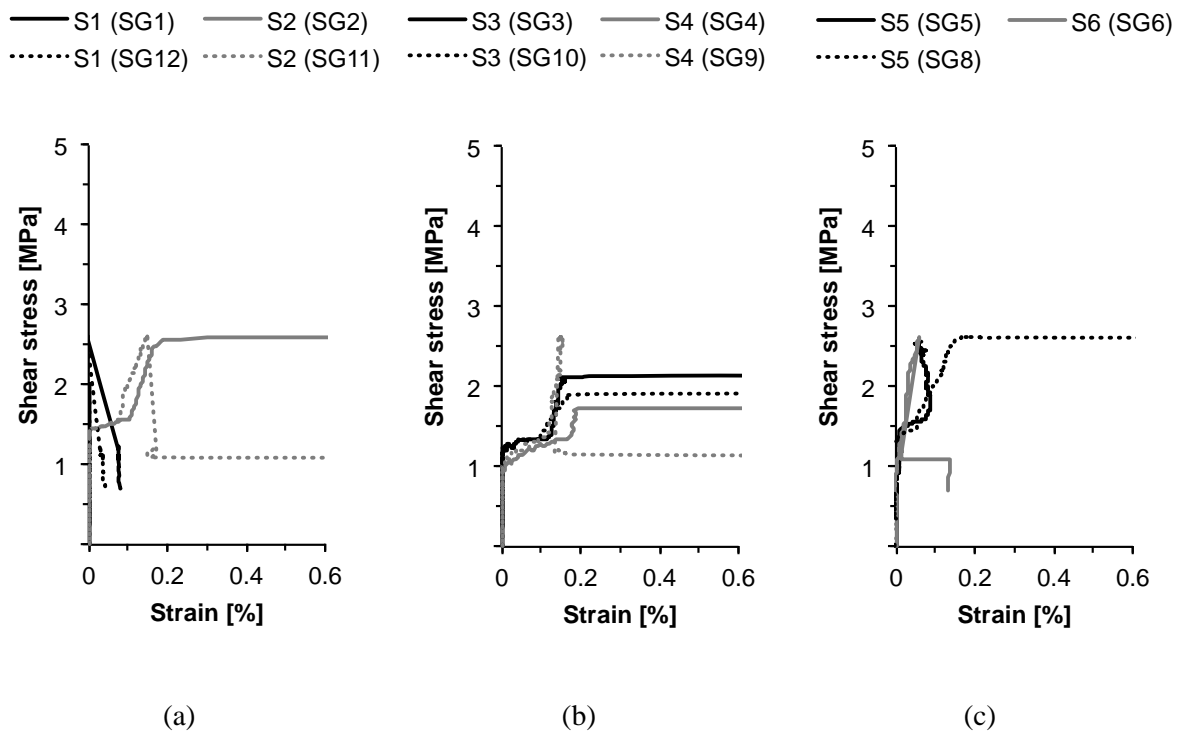 S1 (SG1) S2 (SG2) S3 (SG3) S4 (SG4) S5 (SG5) S6 (SG6)
S1 (SG12) S2 (SG11) S3 (SG10) S4 (SG9) S5 (SG8)
5 5 5
4 4 4
3 3 3
2 2 2
1 1 1
Shear stress [MPa] Shear stress [MPa] Shear stress [MPa]
0 0.2 0.4 0.6 0 0.2 0.4 0.6 0 0.2 0.4 0.6
Strain [%] Strain [%] Strain [%]
(a) (b) (c)